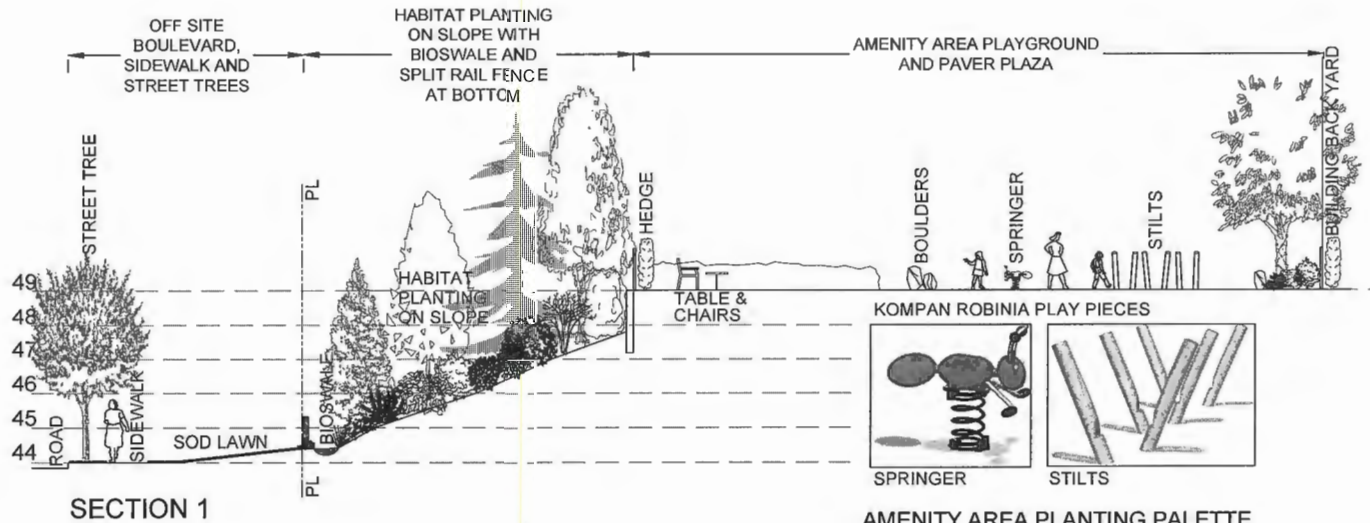 OFF SITE
BOULEVARD,
SIDEWALK AND
STREET TREES
HABITAT PLANTING
ON SLOPE WITH
BIOSWALE AND
SPLIT RAIL FENCE
AT BOTTOM
AMENITY AREA PLAYGROUND
AND PAVER PLAZA
STREET TREE
PL
HEDGE
BOULDERS
SPRINGER
STILTS
BUILDING BACK YARD
49
48
47
46
45
44
HABITAT
PLANTING
ON SLOPE
TABLE &
CHAIRS
ROAD
SIDEWALK
SOD LAWN
BIOSWALE
PL
KOMPAN ROBINIA PLAY PIECES
SPRINGER
STILTS
SECTION 1
AMENITY AREA PLANTING PALETTE